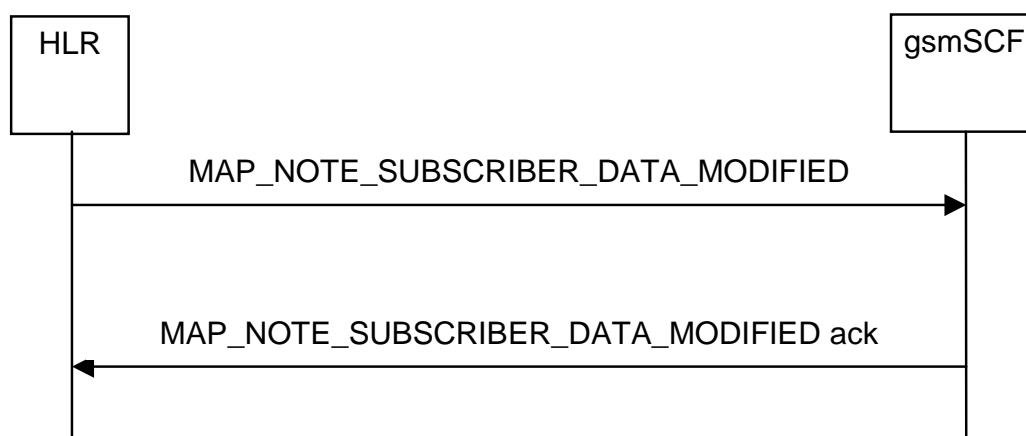 HLR
gsmSCF
MAP_NOTE_SUBSCRIBER_DATA_MODIFIED
MAP_NOTE_SUBSCRIBER_DATA_MODIFIED ack